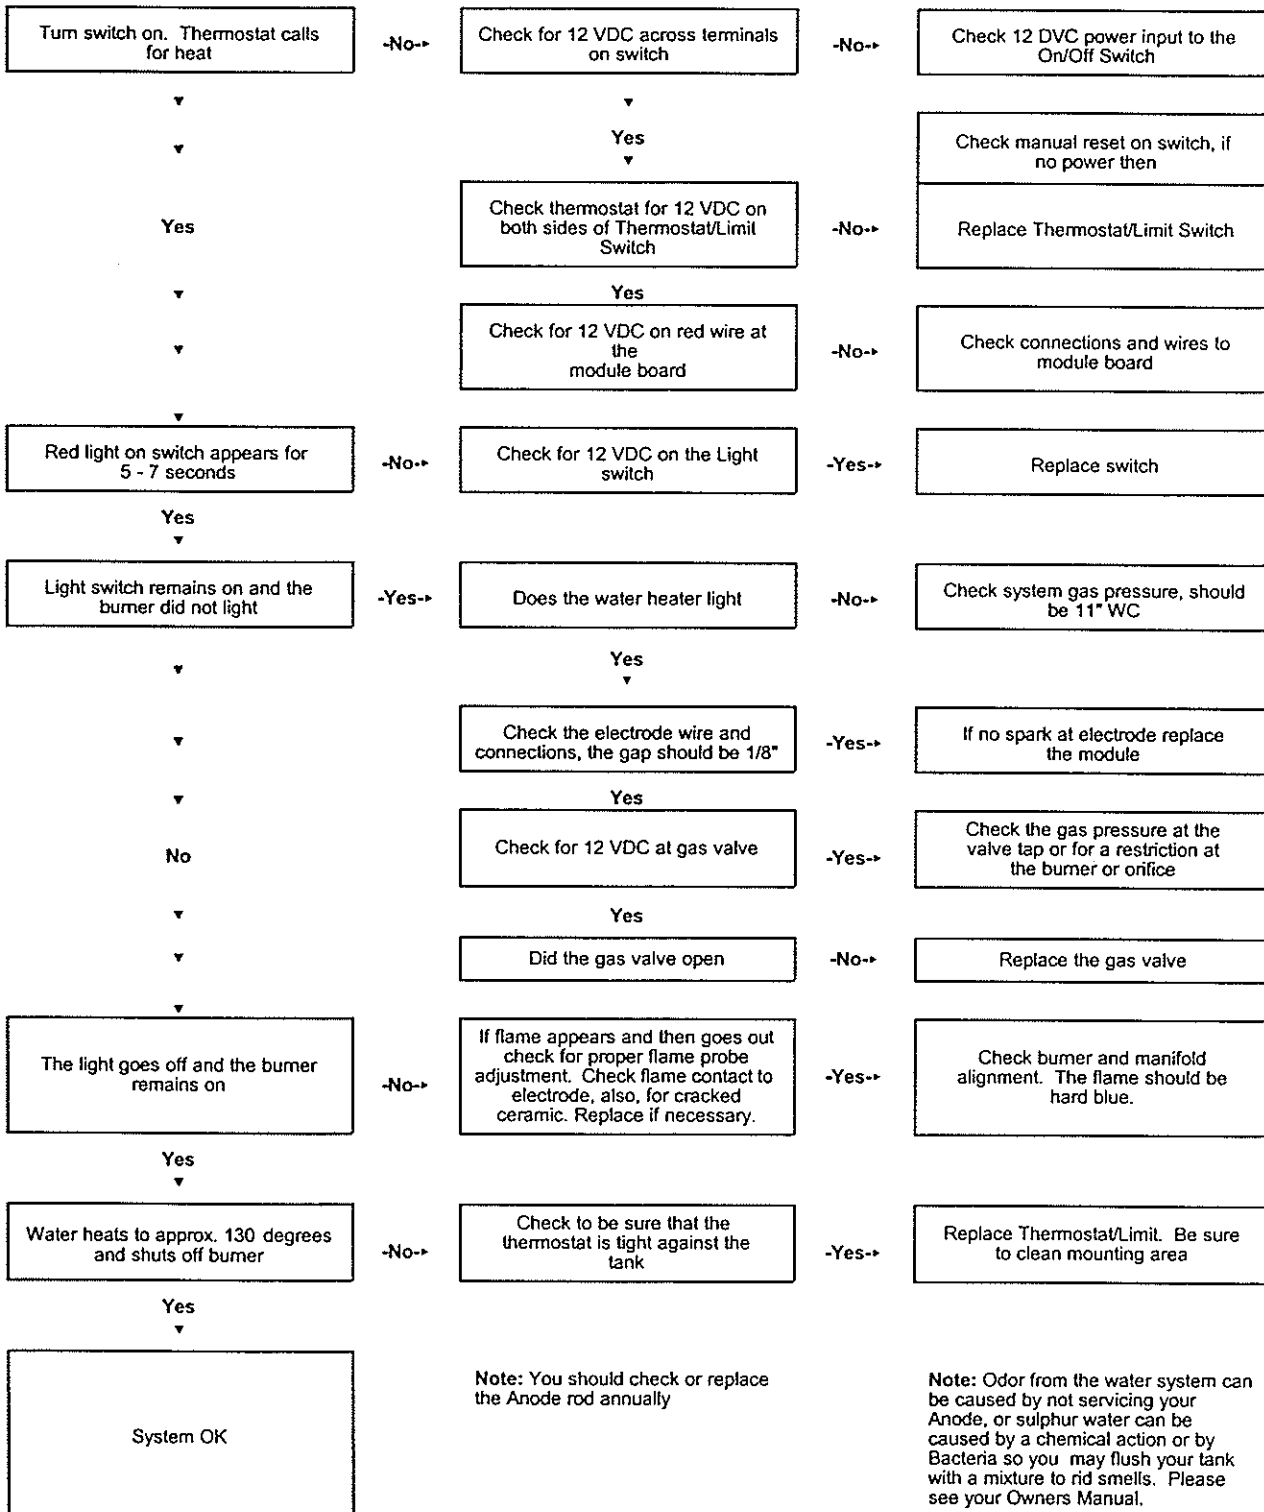 Turn switch on. Thermostat calls
for heat
-No-
Check for 12 VDC across terminals
on switch
-No-
Check 12 DVC power input to the
On/Off Switch
Yes
Check manual reset on switch, if
no power then
Yes
Check thermostat for 12 VDC on
both sides of Thermostat/Limit
Switch
-No-
Replace Thermostat/Limit Switch
Yes
Check for 12 VDC on red wire at
the
module board
-No-
Check connections and wires to
module board
Red light on switch appears for
5 - 7 seconds
-No-
Check for 12 VDC on the Light
switch
-Yes-
Replace switch
Yes
Light switch remains on and the
burner did not light
-Yes-
Does the water heater light
-No-
Check system gas pressure, should
be 11" WC
Yes
Check the electrode wire and
connections, the gap should be 1/8"
-Yes-
If no spark at electrode replace
the module
Yes
No
Check for 12 VDC at gas valve
-Yes-
Check the gas pressure at the
valve tap or for a restriction at
the burner or orifice
Yes
Did the gas valve open
-No-
Replace the gas valve
The light goes off and the burner
remains on
-No-
If flame appears and then goes out
check for proper flame probe
adjustment. Check flame contact to
electrode, also, for cracked
ceramic. Replace if necessary.
-Yes-
Check burner and manifold
alignment. The flame should be
hard blue.
Yes
Water heats to approx. 130 degrees
and shuts off burner
-No-
Check to be sure that the
thermostat is tight against the
tank
-Yes-
Replace Thermostat/Limit. Be sure
to clean mounting area
Yes
System OK
Note: You should check or replace
the Anode rod annually
Note: Odor from the water system can
be caused by not servicing your
Anode, or sulphur water can be
caused by a chemical action or by
Bacteria so you may flush your tank
with a mixture to rid smells. Please
see your Owners Manual.